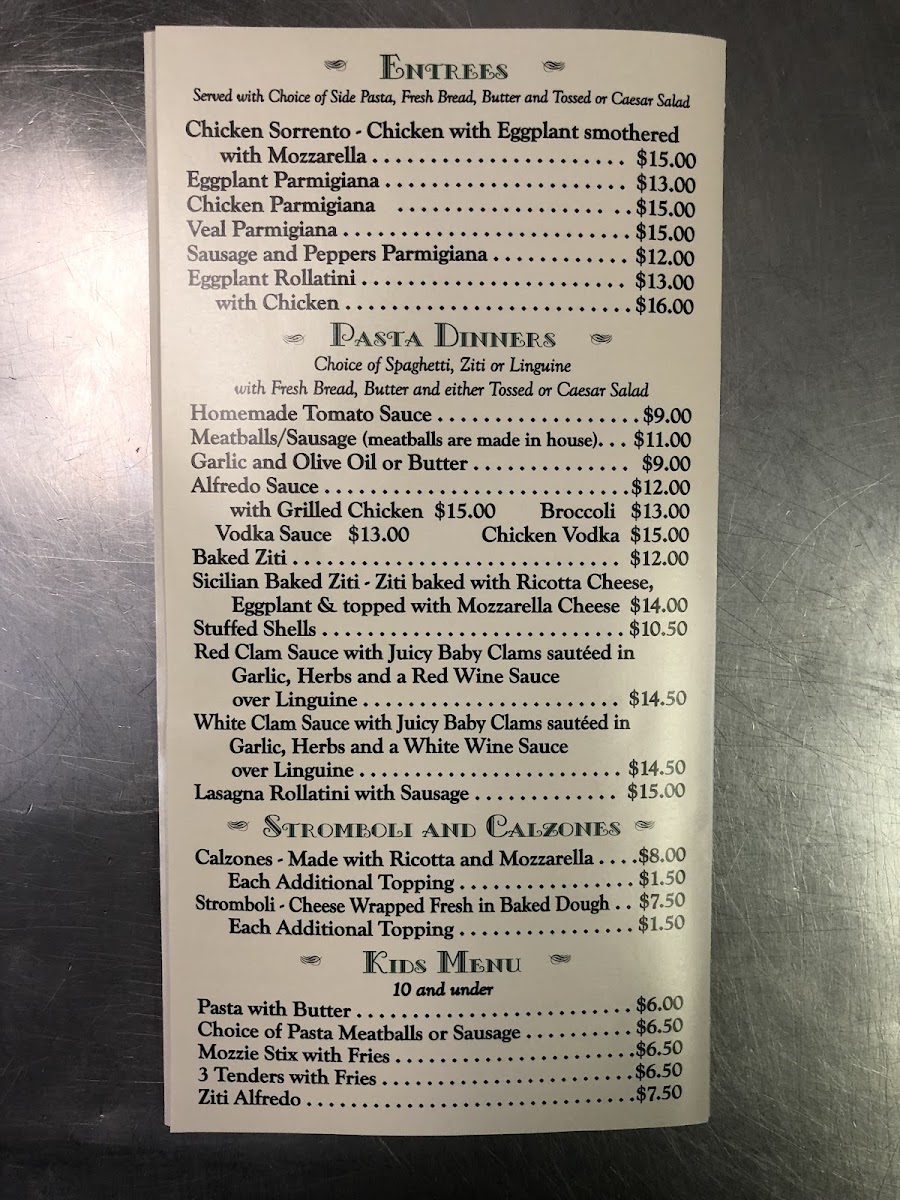 Entrees
Served with Choice of Side Pasta, Fresh Bread, Butter and Tossed or Caesar Salad
Chicken Sorrento - Chicken with Eggplant smothered
with Mozzarella . . . . . . . . . . . . . . . . . . . . . . $15.00
Eggplant Parmigiana . . . . . . . . . . . . . . . . . . . . . $13.00
Chicken Parmigiana . . . . . . . . . . . . . . . . . . . . . $15.00
Veal Parmigiana . . . . . . . . . . . . . . . . . . . . . . . . . $15.00
Sausage and Peppers Parmigiana . . . . . . . . . . . . $12.00
Eggplant Rollatini . . . . . . . . . . . . . . . . . . . . . . . $13.00
with Chicken . . . . . . . . . . . . . . . . . . . . . . . . . $16.00
Pasta Dinners
Choice of Spaghetti, Ziti or Linguine
with Fresh Bread, Butter and either Tossed or Caesar Salad
Homemade Tomato Sauce . . . . . . . . . . . . . . . . . . $9.00
Meatballs/Sausage (meatballs are made in house). . . $11.00
Garlic and Olive Oil or Butter . . . . . . . . . . . . . . $9.00
Alfredo Sauce . . . . . . . . . . . . . . . . . . . . . . . . . . . $12.00
with Grilled Chicken $15.00 Broccoli $13.00
Vodka Sauce $13.00 Chicken Vodka $15.00
Baked Ziti . . . . . . . . . . . . . . . . . . . . . . . . . . . . . $12.00
Sicilian Baked Ziti - Ziti baked with Ricotta Cheese,
Eggplant & topped with Mozzarella Cheese $14.00
Stuffed Shells . . . . . . . . . . . . . . . . . . . . . . . . . . . $10.50
Red Clam Sauce with Juicy Baby Clams sautéed in
Garlic, Herbs and a Red Wine Sauce
over Linguine . . . . . . . . . . . . . . . . . . . . . . . $14.50
White Clam Sauce with Juicy Baby Clams sautéed in
Garlic, Herbs and a White Wine Sauce
over Linguine . . . . . . . . . . . . . . . . . . . . . . . $14.50
Lasagna Rollatini with Sausage . . . . . . . . . . . . . $15.00
Stromboli and Calzones
Calzones - Made with Ricotta and Mozzarella . . . . $8.00
Each Additional Topping . . . . . . . . . . . . . . . . $1.50
Stromboli - Cheese Wrapped Fresh in Baked Dough . . $7.50
Each Additional Topping . . . . . . . . . . . . . . . . $1.50
Kids Menu
10 and under
Pasta with Butter . . . . . . . . . . . . . . . . . . . . . . . . . $6.00
Choice of Pasta Meatballs or Sausage . . . . . . . . . . $6.50
Mozzie Stix with Fries . . . . . . . . . . . . . . . . . . . . . . $6.50
3 Tenders with Fries . . . . . . . . . . . . . . . . . . . . . . . $6.50
Ziti Alfredo . . . . . . . . . . . . . . . . . . . . . . . . . . . . . . $7.50